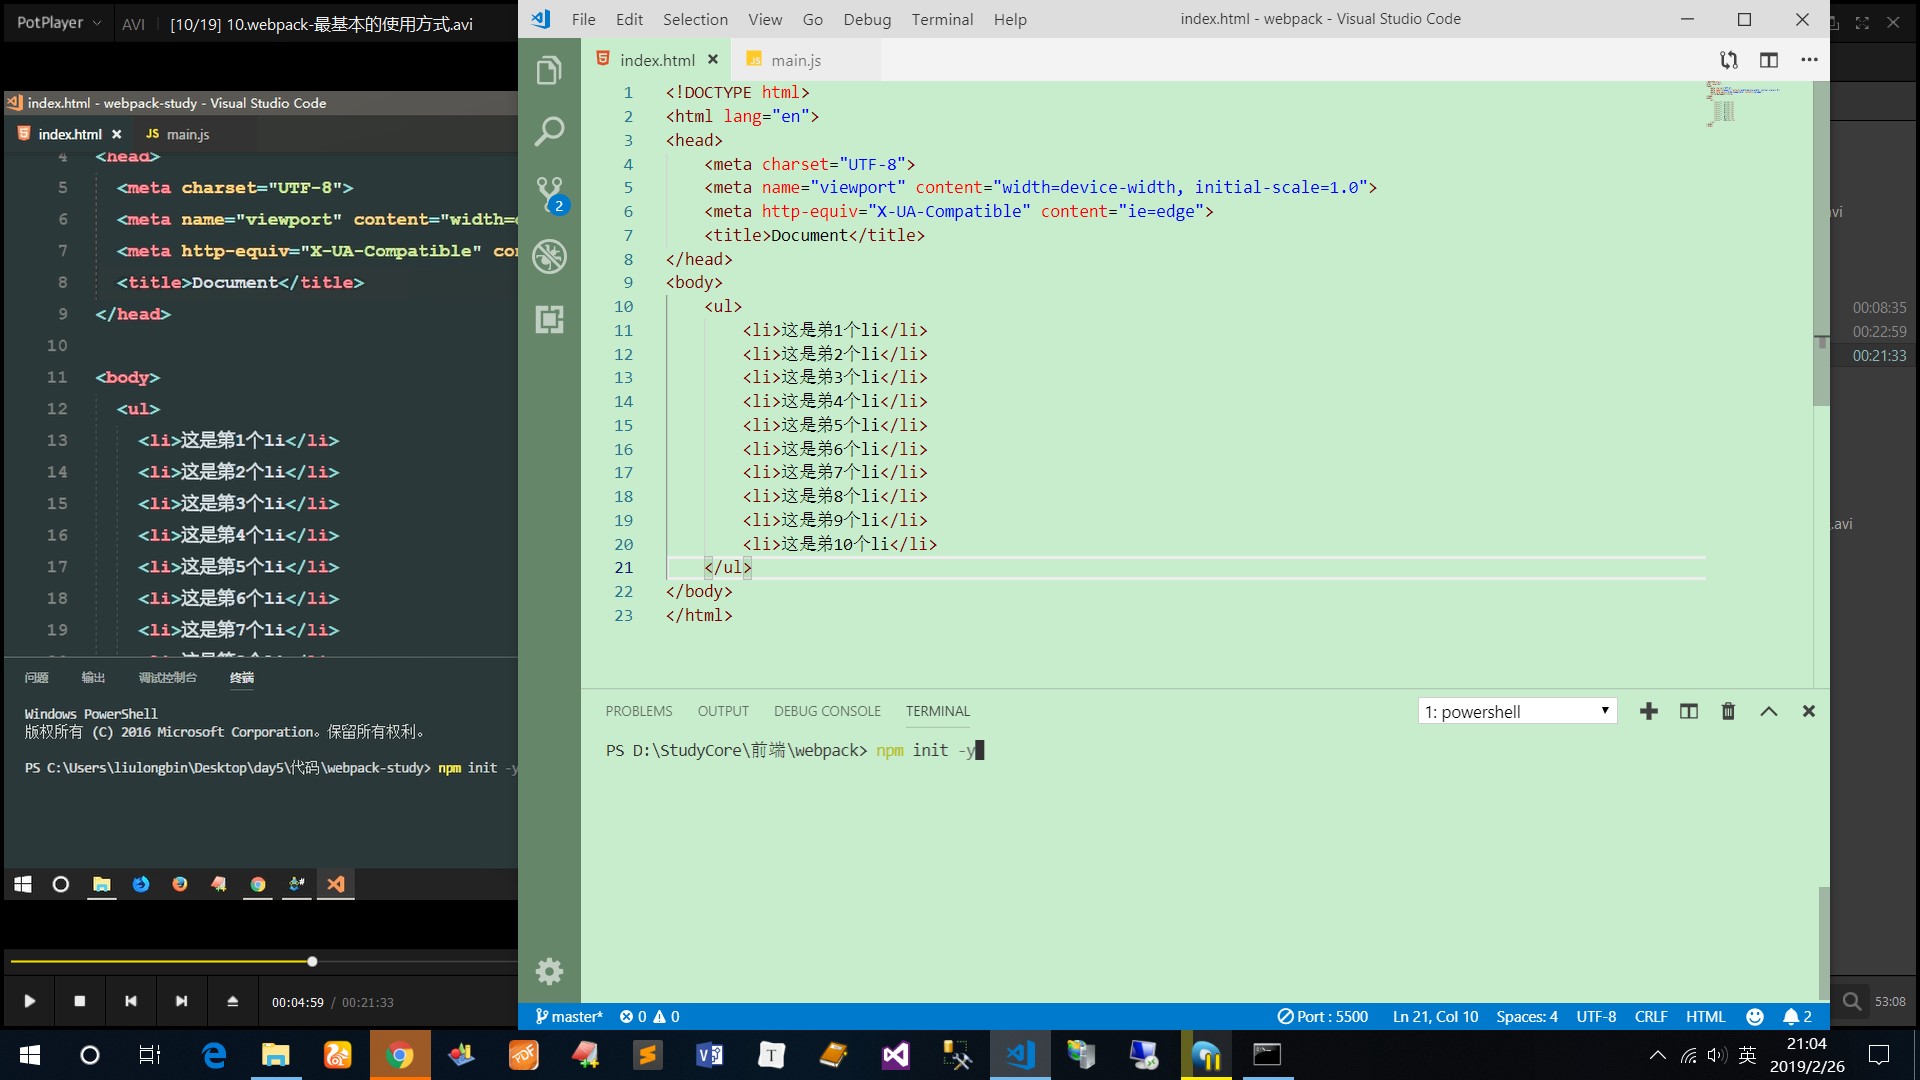 PotPlayer
AVI
[10/19] 10.webpack-最基本的使用方式.avi
index.html - webpack-study - Visual Studio Code
index.html
JS main.js
4 <head>
5 <meta charset="UTF-8">
6 <meta name="viewport" content="width=
7 <meta http-equiv="X-UA-Compatible" co
8 <title>Document</title>
9 </head>
10
11 <body>
12 <ul>
13 <li>这是第1个li</li>
14 <li>这是第2个li</li>
15 <li>这是第3个li</li>
16 <li>这是第4个li</li>
17 <li>这是第5个li</li>
18 <li>这是第6个li</li>
19 <li>这是第7个li</li>
问题 输出 调试控制台 终端
Windows PowerShell
版权所有 (C) 2016 Microsoft Corporation。保留所有权利。
PS C:\Users\liulongbin\Desktop\day5\代码\webpack-study> npm init -y
00:04:59 / 00:21:33
File Edit Selection View Go Debug Terminal Help
index.html - webpack - Visual Studio Code
index.html
JS main.js
2
1 <!DOCTYPE html>
2 <html lang="en">
3 <head>
4 <meta charset="UTF-8">
5 <meta name="viewport" content="width=device-width, initial-scale=1.0">
6 <meta http-equiv="X-UA-Compatible" content="ie=edge">
7 <title>Document</title>
8 </head>
9 <body>
10 <ul>
11 <li>这是弟1个li</li>
12 <li>这是弟2个li</li>
13 <li>这是弟3个li</li>
14 <li>这是弟4个li</li>
15 <li>这是弟5个li</li>
16 <li>这是弟6个li</li>
17 <li>这是弟7个li</li>
18 <li>这是弟8个li</li>
19 <li>这是弟9个li</li>
20 <li>这是弟10个li</li>
21 </ul>
22 </body>
23 </html>
PROBLEMS OUTPUT DEBUG CONSOLE TERMINAL
1: powershell
PS D:\StudyCore\前端\webpack> npm init -y
master* 0 0
Port : 5500 Ln 21, Col 10 Spaces: 4 UTF-8 CRLF HTML 2
vi
00:08:35
00:22:59
00:21:33
.avi
53:08
英
21:04
2019/2/26